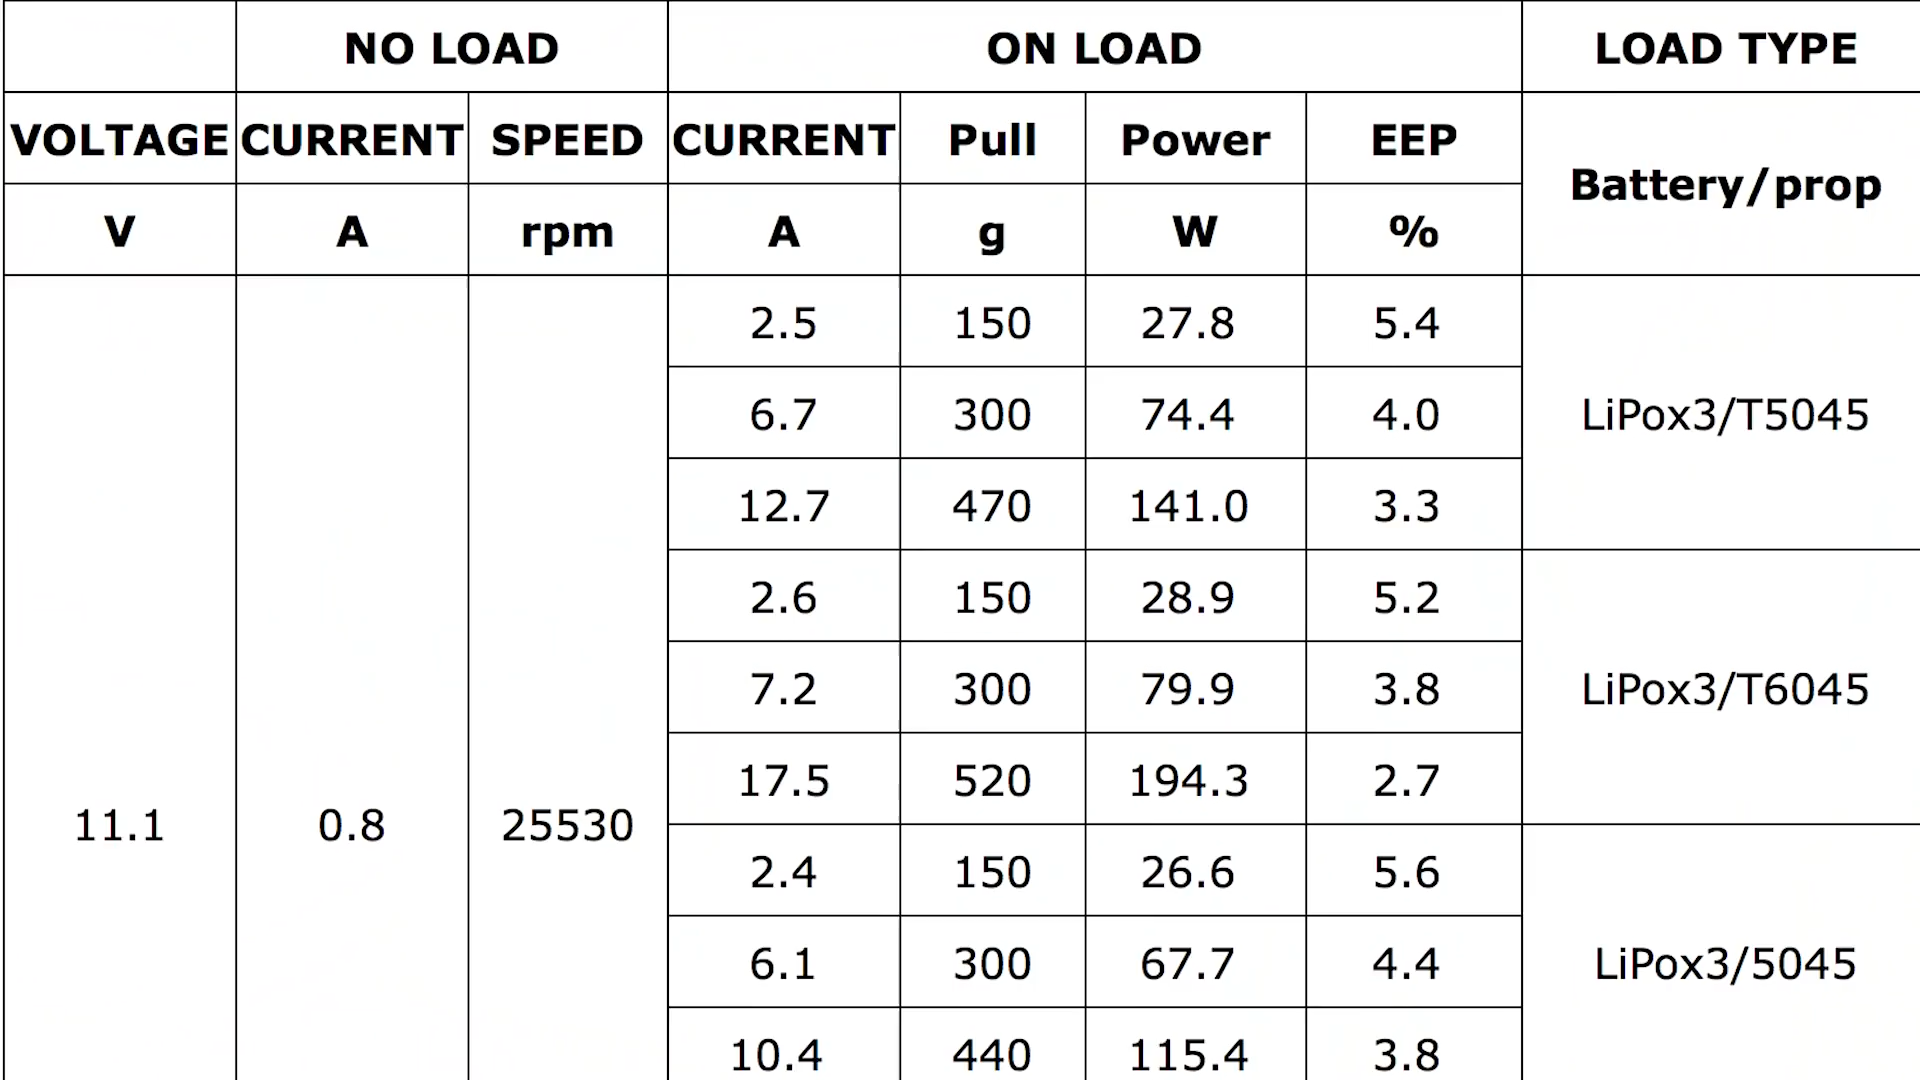 NO LOAD ON LOAD LOAD TYPE
VOLTAGE CURRENT SPEED CURRENT Pull Power EEP Battery/prop
V A rpm A g W %
2.5 150 27.8 5.4
6.7 300 74.4 4.0 LiPox3/T5045
12.7 470 141.0 3.3
2.6 150 28.9 5.2
7.2 300 79.9 3.8 LiPox3/T6045
17.5 520 194.3 2.7
11.1 0.8 25530
2.4 150 26.6 5.6
6.1 300 67.7 4.4 LiPox3/5045
10.4 440 115.4 3.8